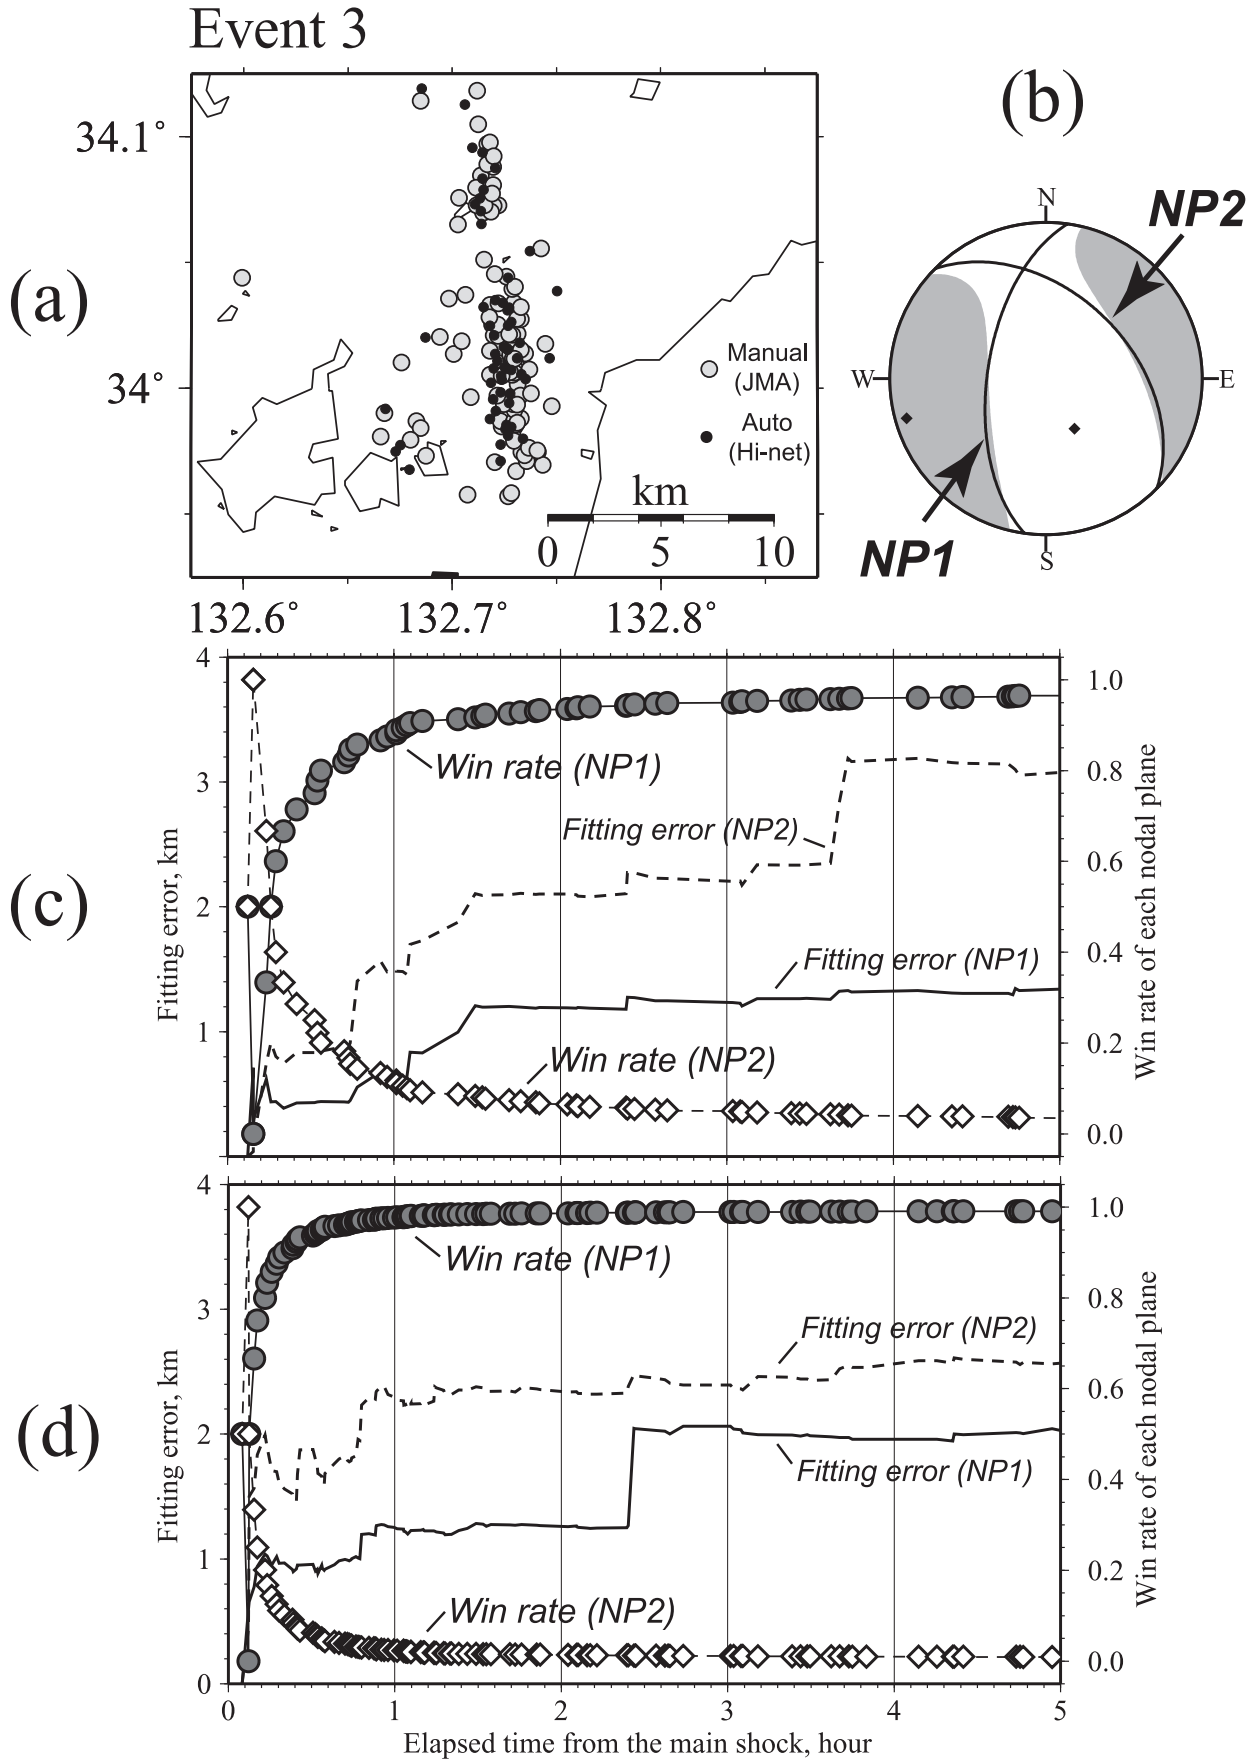 Event 3
(a)
34.1°
34°
Manual
(JMA)
Auto
(Hi-net)
km
0 5 10
132.6° 132.7° 132.8°
(b)
N
NP2
W E
NP1
S
(c)
4
3
2
1
Fitting error, km
Win rate (NP1)
Fitting error (NP2)
Fitting error (NP1)
Win rate (NP2)
1.0
0.8
0.6
0.4
0.2
0.0
Win rate of each nodal plane
(d)
4
3
2
1
0
Fitting error, km
Win rate (NP1)
Fitting error (NP2)
Fitting error (NP1)
Win rate (NP2)
1.0
0.8
0.6
0.4
0.2
0.0
Win rate of each nodal plane
0 1 2 3 4 5
Elapsed time from the main shock, hour